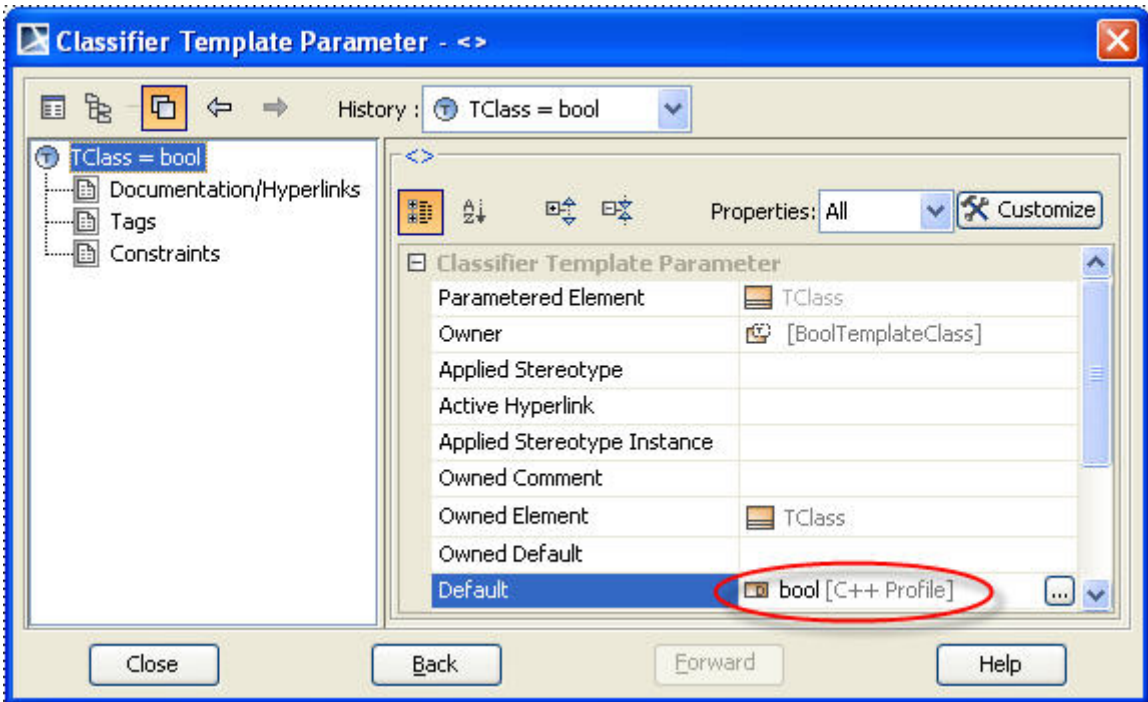 Classifier Template Parameter - <>
History : TClass = bool
TClass = bool
Documentation/Hyperlinks
Tags
Constraints
<>
Properties: All Customize
Classifier Template Parameter
Parametered Element TClass
Owner [BoolTemplateClass]
Applied Stereotype
Active Hyperlink
Applied Stereotype Instance
Owned Comment
Owned Element TClass
Owned Default
Default bool [C++ Profile] ...
Close Back Forward Help